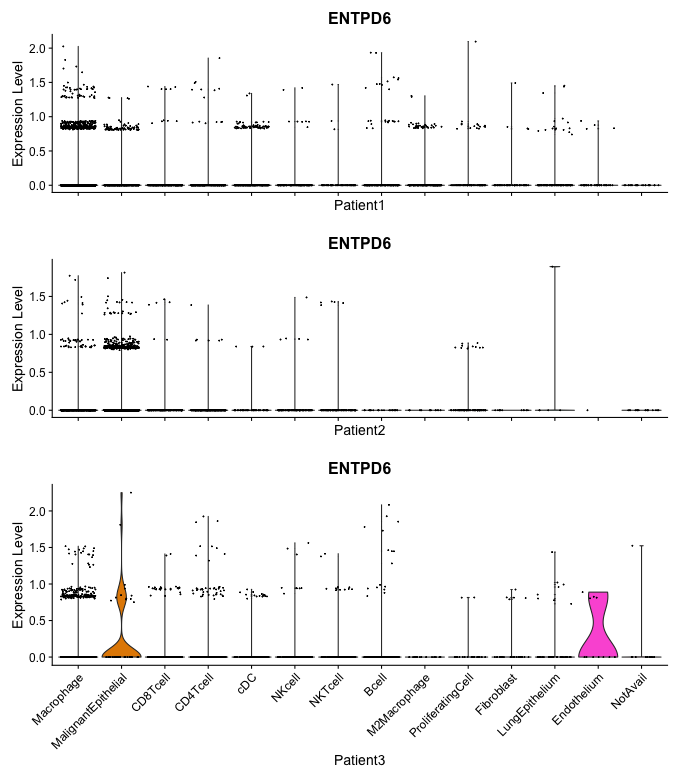 ENTPD6
Expression Level
2.0
1.5
1.0
0.5
0.0
Patient1
ENTPD6
Expression Level
1.5
1.0
0.5
0.0
Patient2
ENTPD6
Expression Level
2.0
1.5
1.0
0.5
0.0
Macrophage
MalignantEpithelial
CD8Tcell
CD4Tcell
cDC
NKcell
NKTcell
Bcell
M2Macrophage
ProliferatingCell
Fibroblast
LungEpithelium
Endothelium
NotAvail
Patient3